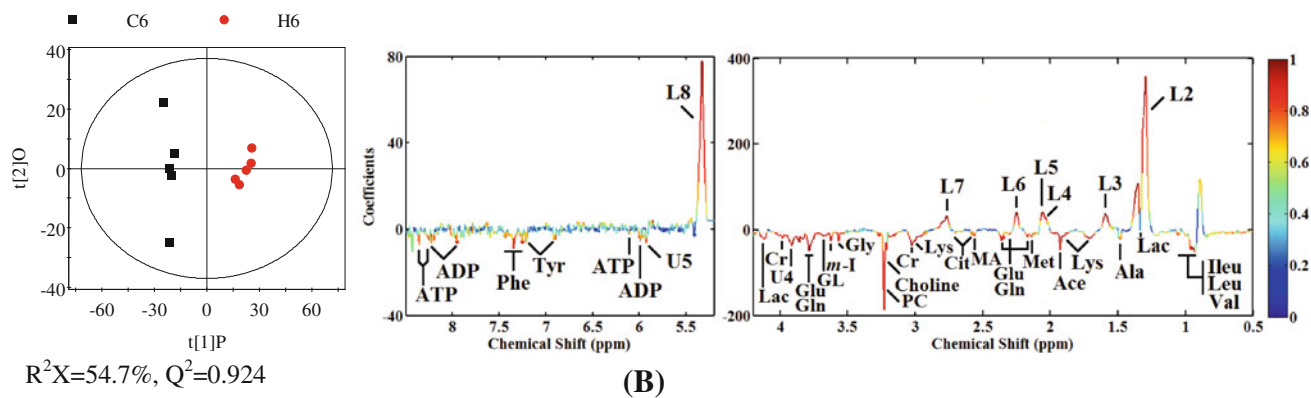 C6 H6
40
20
0
-20
-40
t[2]O
-60 -30 0 30 60
t[1]P
R²X=54.7%, Q²=0.924
80
40
0
-40
Coefficients
L8
ADP
ATP
Phe
Tyr
ATP
ADP
U5
8 7.5 7 6.5 6 5.5
Chemical Shift (ppm)
400
200
0
-200
L7 L6 L5 L4 L3 L2
Lac
Cr
U4
Glu
Gln
GL
m-I
Gly
Cr
Choline
PC
Lys
Cit
MA
Glu
Gln
Met
Ace
Lys
Ala
Lac
Ileu
Leu
Val
4 3.5 3 2.5 2 1.5 1 0.5
Chemical Shift (ppm)
1
0.8
0.6
0.4
0.2
0
(B)